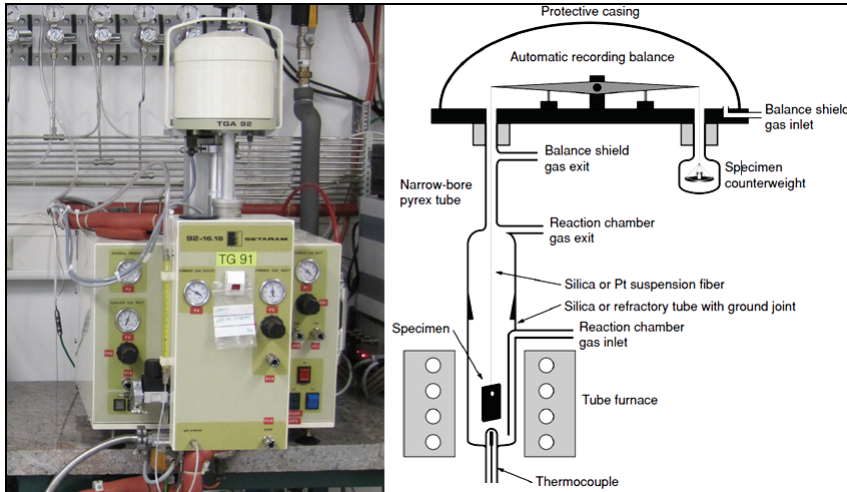 TGA 92
92-16.18 SETARAM
TG 91
Protective casing
Automatic recording balance
Balance shield
gas inlet
Balance shield
gas exit
Specimen
counterweight
Narrow-bore
pyrex tube
Reaction chamber
gas exit
Silica or Pt suspension fiber
Silica or refractory tube with ground joint
Reaction chamber
gas inlet
Specimen
Tube furnace
Thermocouple